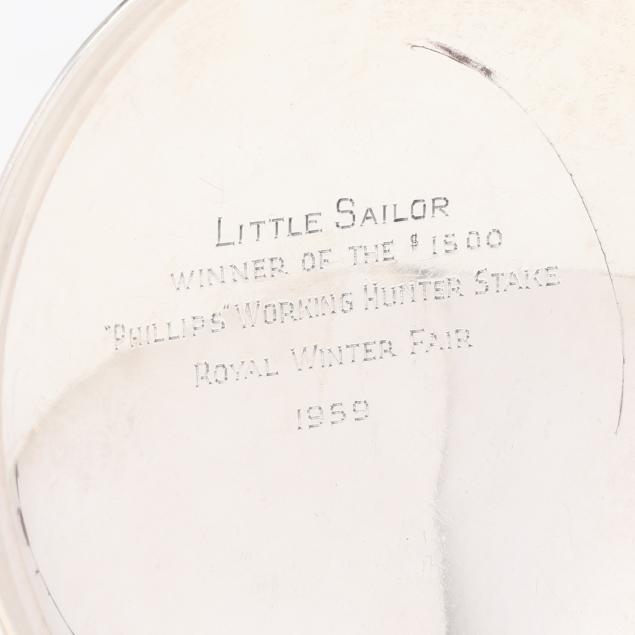 LITTLE SAILOR
WINNER OF THE $1500
"PHILLIPS" WORKING HUNTER STAKE
ROYAL WINTER FAIR
1959